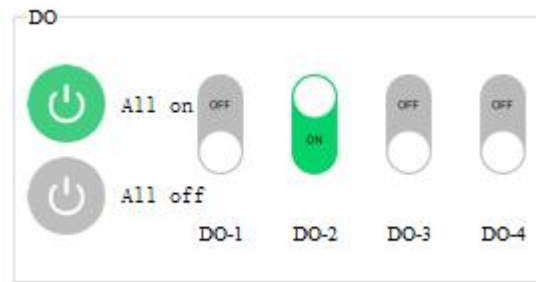 DO
All on
OFF
ON
OFF
OFF
All off
DO-1
DO-2
DO-3
DO-4